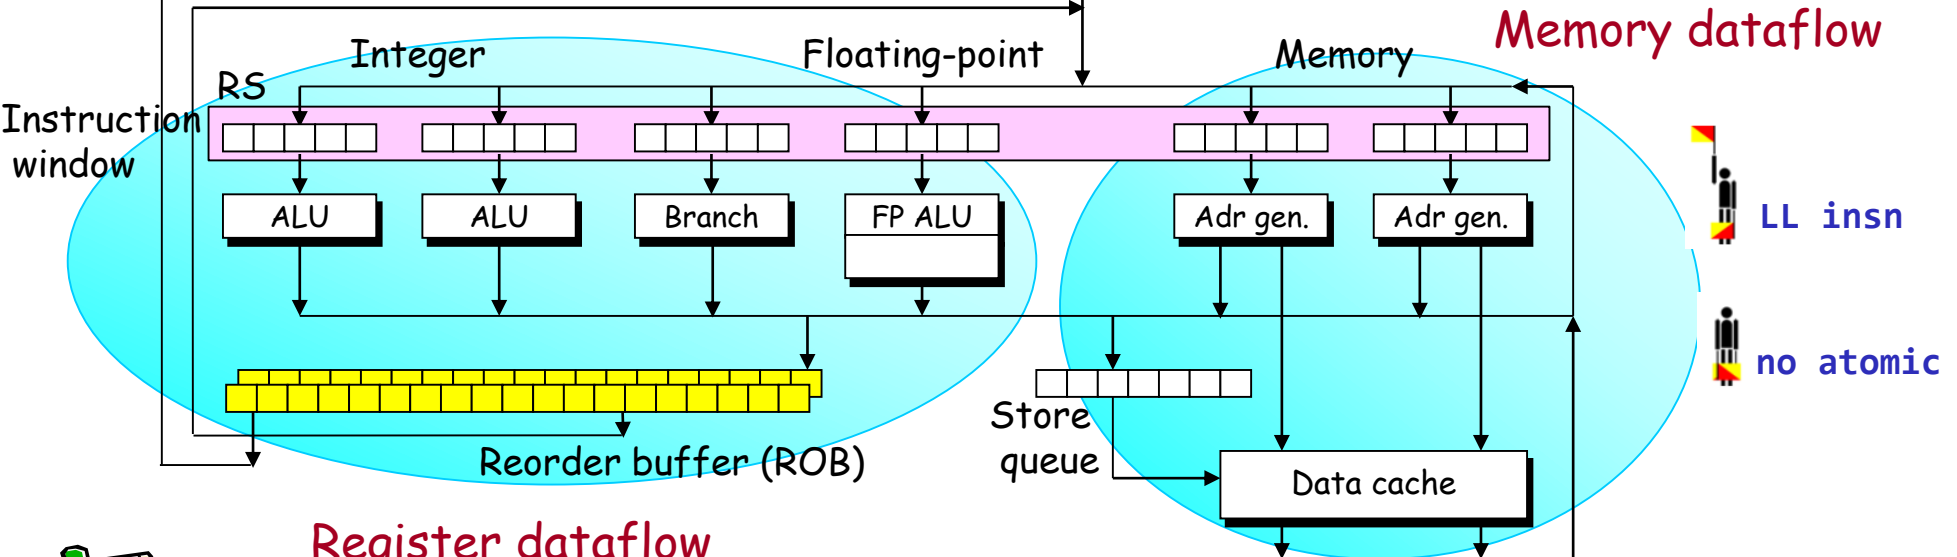 Memory dataflow
Integer
Floating-point
Memory
RS
Instruction
window
ALU
ALU
Branch
FP ALU
Adr gen.
Adr gen.
LL insn
no atomic
Store
queue
Reorder buffer (ROB)
Data cache
Register dataflow